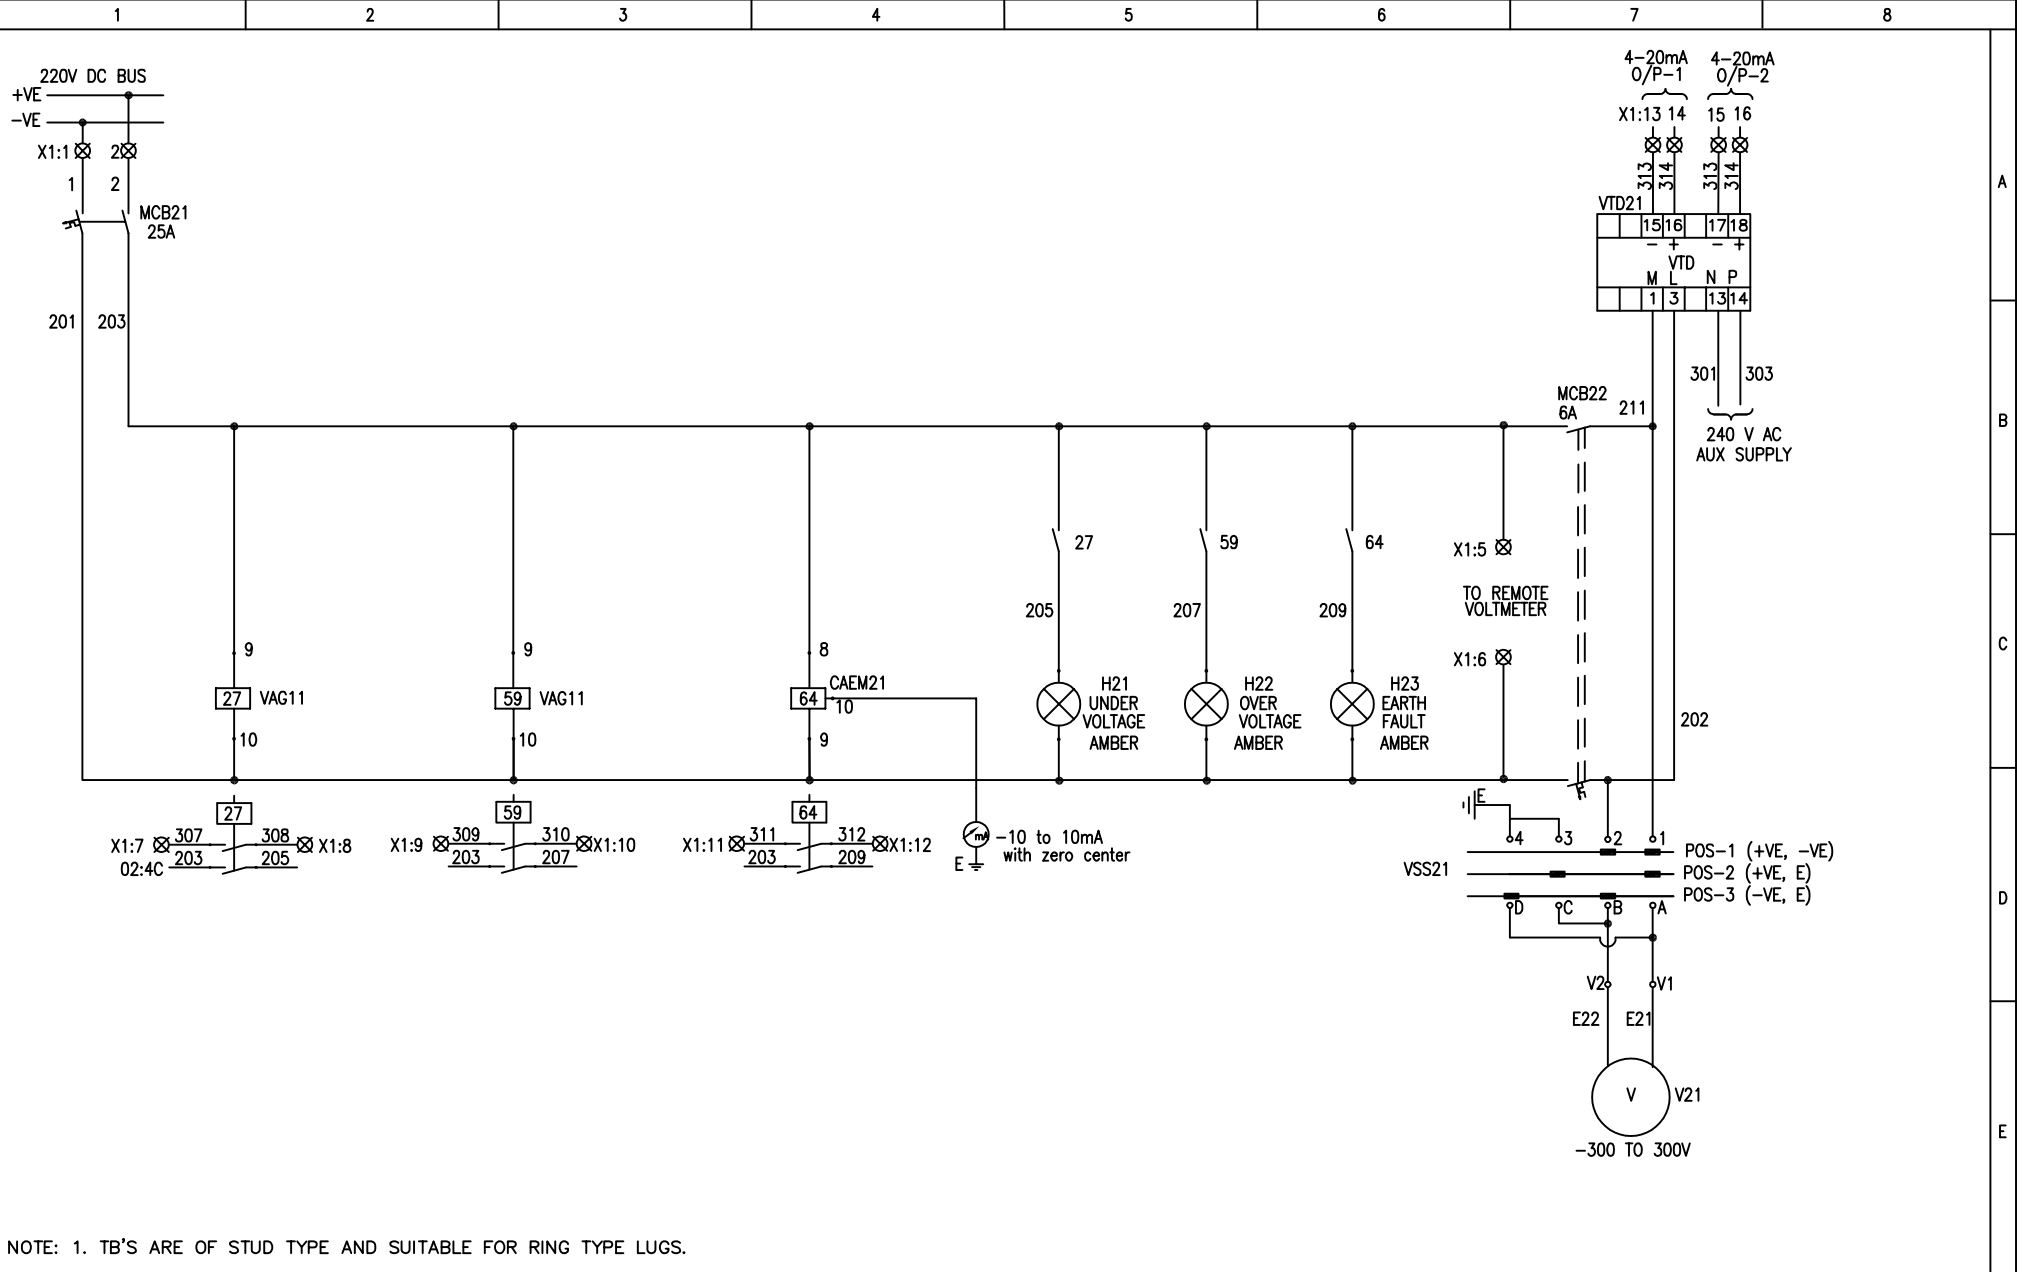 1 2 3 4 5 6 7 8
220V DC BUS
+VE
-VE
X1:1 2
1 2
MCB21
25A
201 203
4-20mA 4-20mA
O/P-1 O/P-2
X1:13 14 15 16
313 314 313 314
VTD21
15 16 17 18
- + - +
VTD
M L N P
1 3 13 14
A
301 303
240 V AC
AUX SUPPLY
MCB22
6A
211
B
27 59 64
X1:5
TO REMOTE
VOLTMETER
205 207 209
X1:6
C
9 9 8
27 VAG11
59 VAG11
64 CAEM21
10
10 10 9
H21
UNDER
VOLTAGE
AMBER
H22
OVER
VOLTAGE
AMBER
H23
EARTH
FAULT
AMBER
202
27
X1:7 307 308 X1:8
02:4C 203 205
59
X1:9 309 310 X1:10
203 207
64
X1:11 311 312 X1:12
203 209
mA
-10 to 10mA
with zero center
E
E
4 3 2 1
VSS21
POS-1 (+VE, -VE)
POS-2 (+VE, E)
POS-3 (-VE, E)
D C B A
D
V2 V1
E22 E21
V V21
-300 TO 300V
E
NOTE: 1. TB'S ARE OF STUD TYPE AND SUITABLE FOR RING TYPE LUGS.